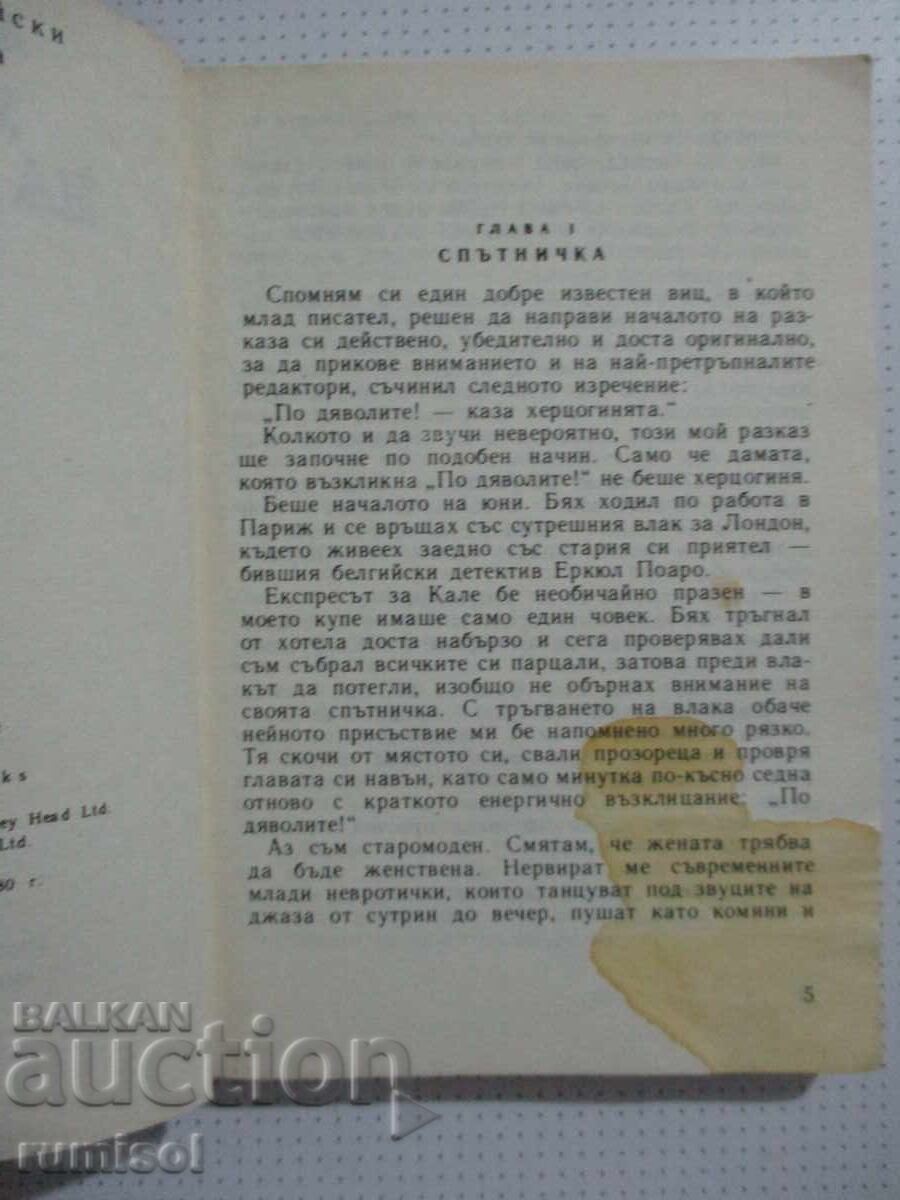 йски
ks
ey Head Ltd.
Ltd.
80 г.
ГЛАВА I
СПЪТНИЧКА
Спомням си един добре известен виц, в който
млад писател, решен да направи началото на раз-
каза си действено, убедително и доста оригинално,
за да прикове вниманието и на най-претръпналите
редактори, съчинил следното изречение:
„По дяволите! — каза херцогинята."
Колкото и да звучи невероятно, този мой разказ
ще започне по подобен начин. Само че дамата,
която възкликна „По дяволите!" не беше херцогиня.
Беше началото на юни. Бях ходил по работа в
Париж и се връщах със сутрешния влак за Лондон,
където живеех заедно със стария си приятел —
бившия белгийски детектив Еркюл Поаро.
Експресът за Кале бе необичайно празен — в
моето купе имаше само един човек. Бях тръгнал
от хотела доста набързо и сега проверявах дали
съм събрал всичките си парцали, затова преди вла-
кът да потегли, изобщо не обърнах внимание на
своята спътничка. С тръгването на влака обаче
нейното присъствие ми бе напомнено много рязко.
Тя скочи от мястото си, свали прозореца и провря
главата си навън, като само минутка по-късно седна
отново с краткото енергично възклицание: „По
дяволите!"
Аз съм старомоден. Смятам, че жената трябва
да бъде женствена. Нервират ме съвременните
млади невротички, които танцуват под звуците на
джаза от сутрин до вечер, пушат като комини и
5
BALKAN
auction
rumisol